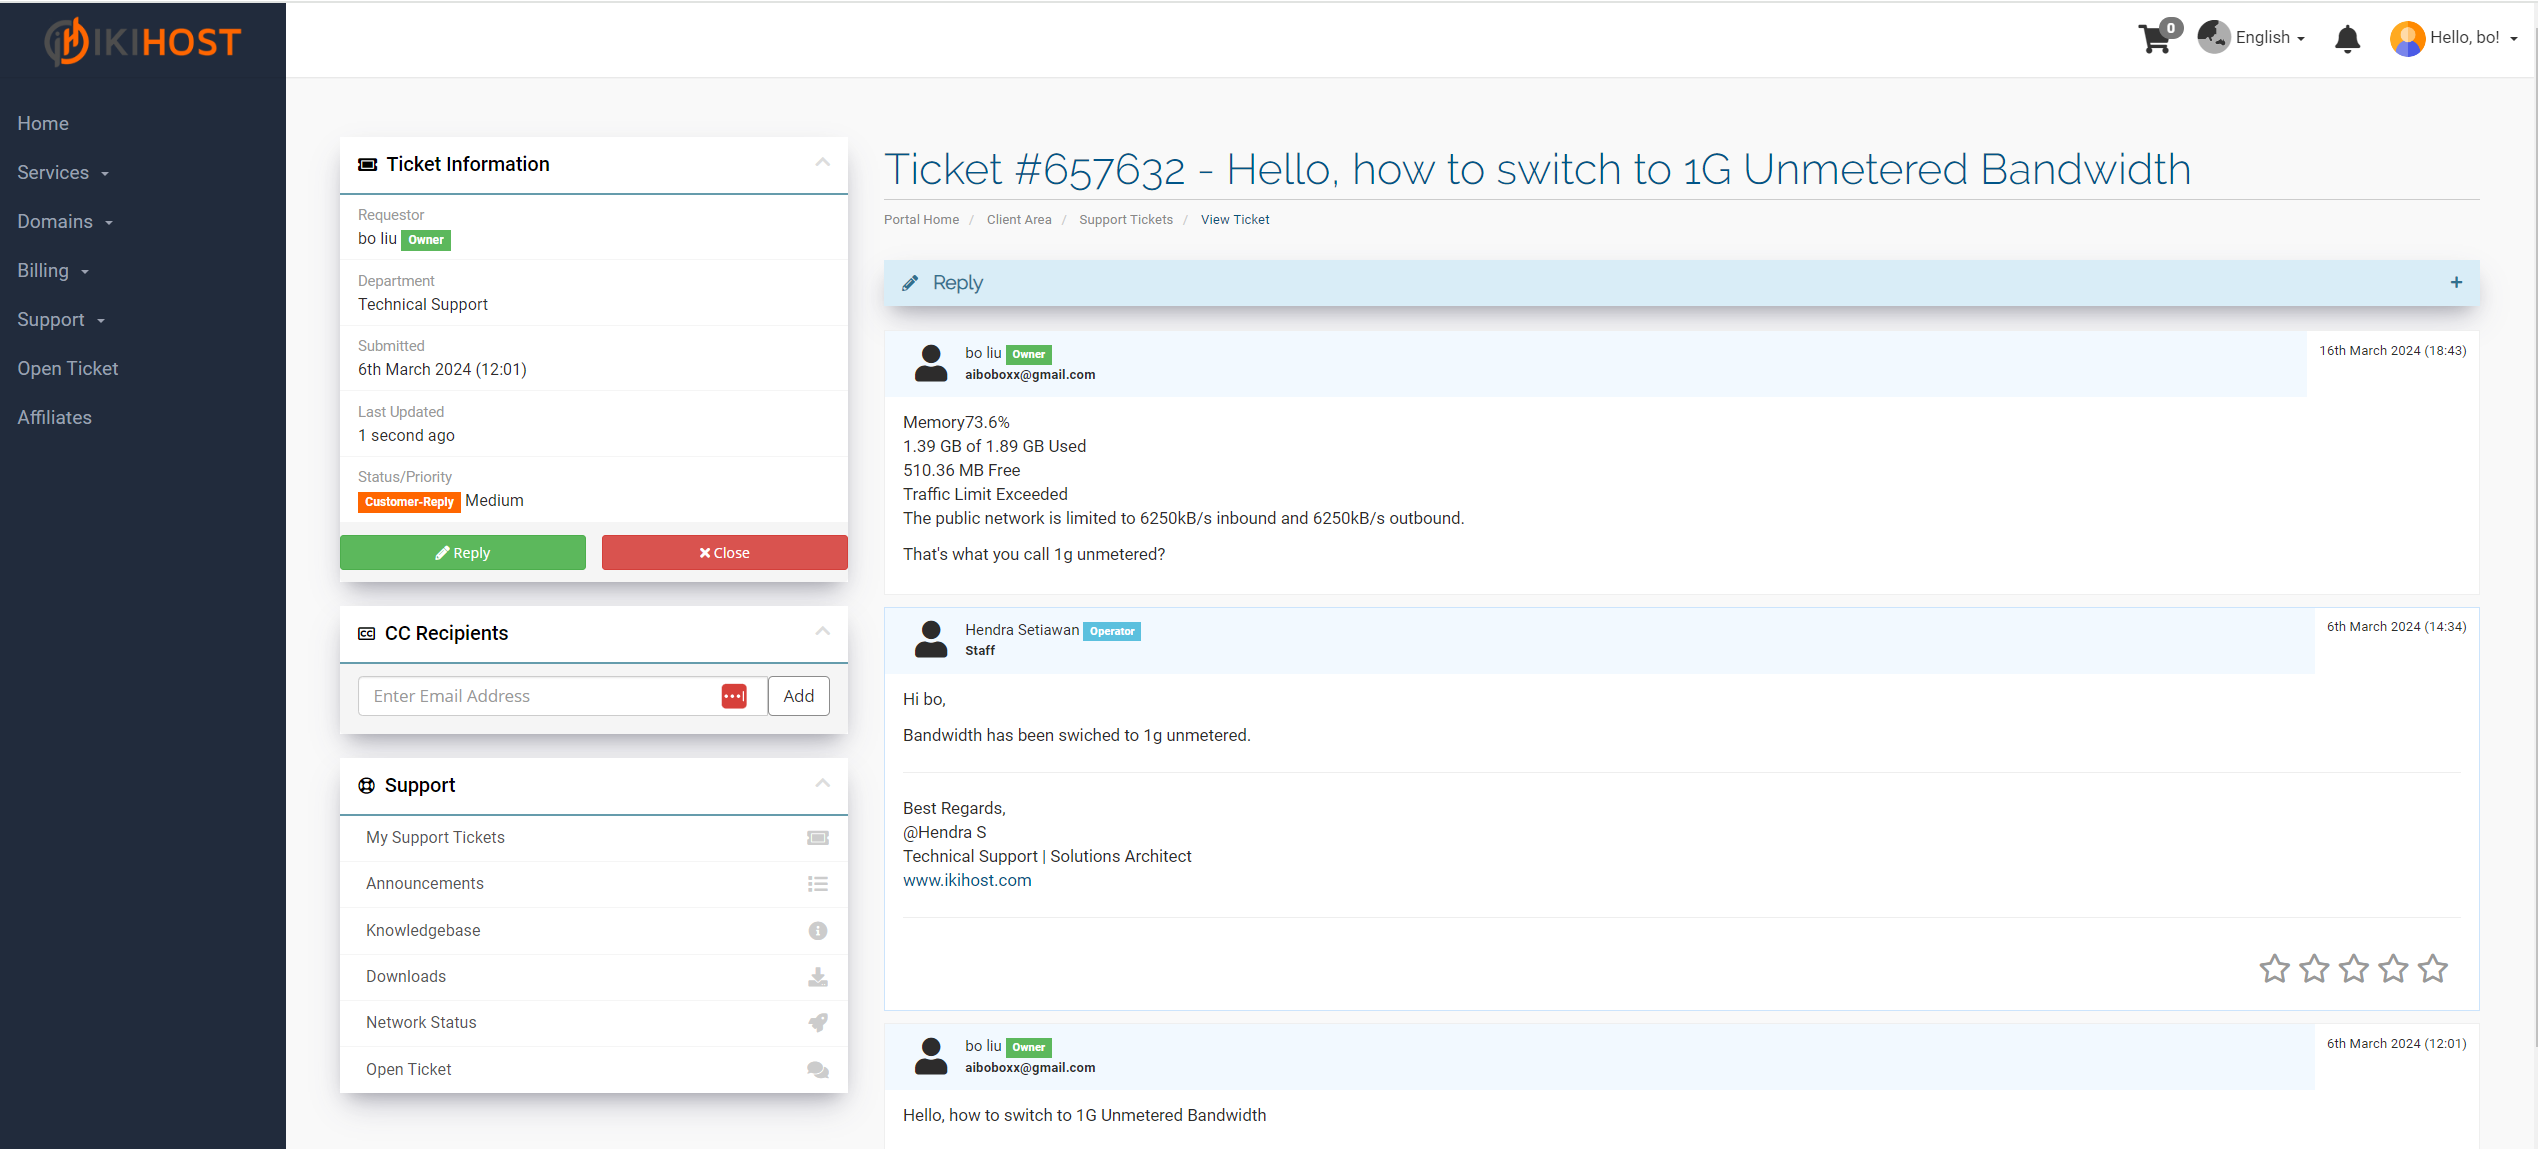 IKIHOST
0
English
Hello, bo!
Home
Services
Domains
Billing
Support
Open Ticket
Affiliates
Ticket Information
Requestor
bo liu Owner
Department
Technical Support
Submitted
6th March 2024 (12:01)
Last Updated
1 second ago
Status/Priority
Customer-Reply Medium
Reply
Close
CC Recipients
Enter Email Address
Add
Support
My Support Tickets
Announcements
Knowledgebase
Downloads
Network Status
Open Ticket
Ticket #657632 - Hello, how to switch to 1G Unmetered Bandwidth
Portal Home / Client Area / Support Tickets / View Ticket
Reply +
bo liu Owner
aiboboxx@gmail.com
16th March 2024 (18:43)
Memory73.6%
1.39 GB of 1.89 GB Used
510.36 MB Free
Traffic Limit Exceeded
The public network is limited to 6250kB/s inbound and 6250kB/s outbound.
That's what you call 1g unmetered?
Hendra Setiawan Operator
Staff
6th March 2024 (14:34)
Hi bo,
Bandwidth has been swiched to 1g unmetered.
Best Regards,
@Hendra S
Technical Support | Solutions Architect
www.ikihost.com
bo liu Owner
aiboboxx@gmail.com
6th March 2024 (12:01)
Hello, how to switch to 1G Unmetered Bandwidth